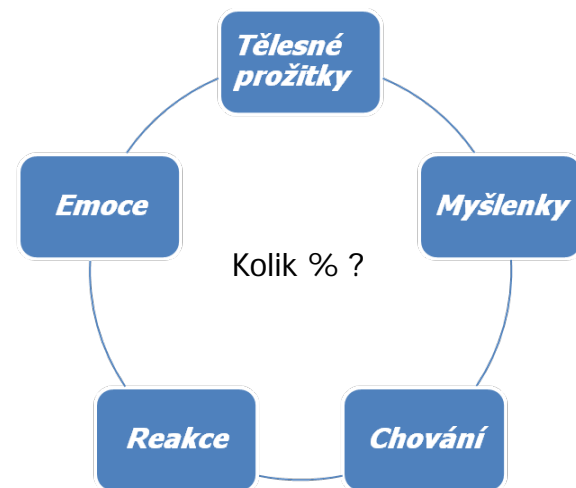 Tělesné
prožitky
Emoce
Myšlenky
Kolik % ?
Reakce
Chování